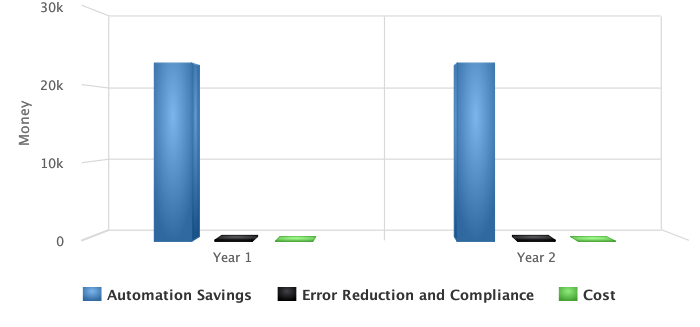 30k
20k
Money
10k
0
Year 1 Year 2
Automation Savings Error Reduction and Compliance Cost